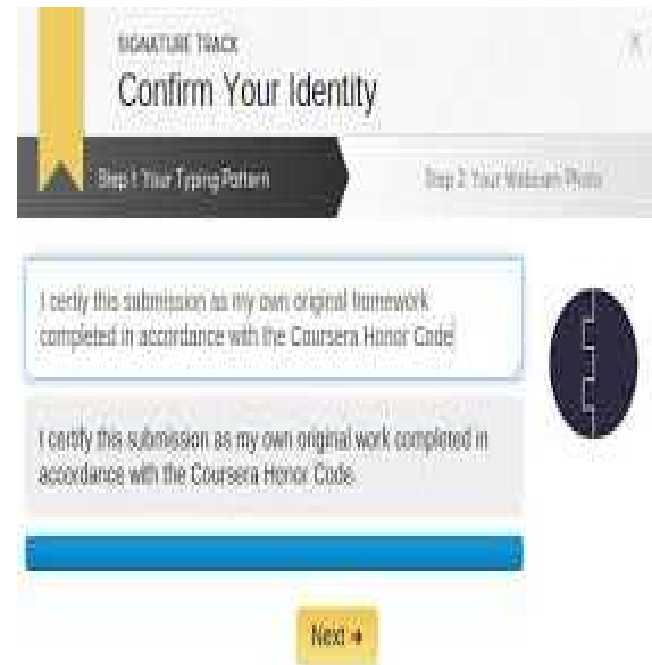 SIGNATURE TRACK
Confirm Your Identity
Step 1: Your Typing Pattern
Step 2: Your Webcam Photo
I certify this submission as my own original homework
completed in accordance with the Coursera Honor Code
I certify this submission as my own original work completed in
accordance with the Coursera Honor Code.
Next →